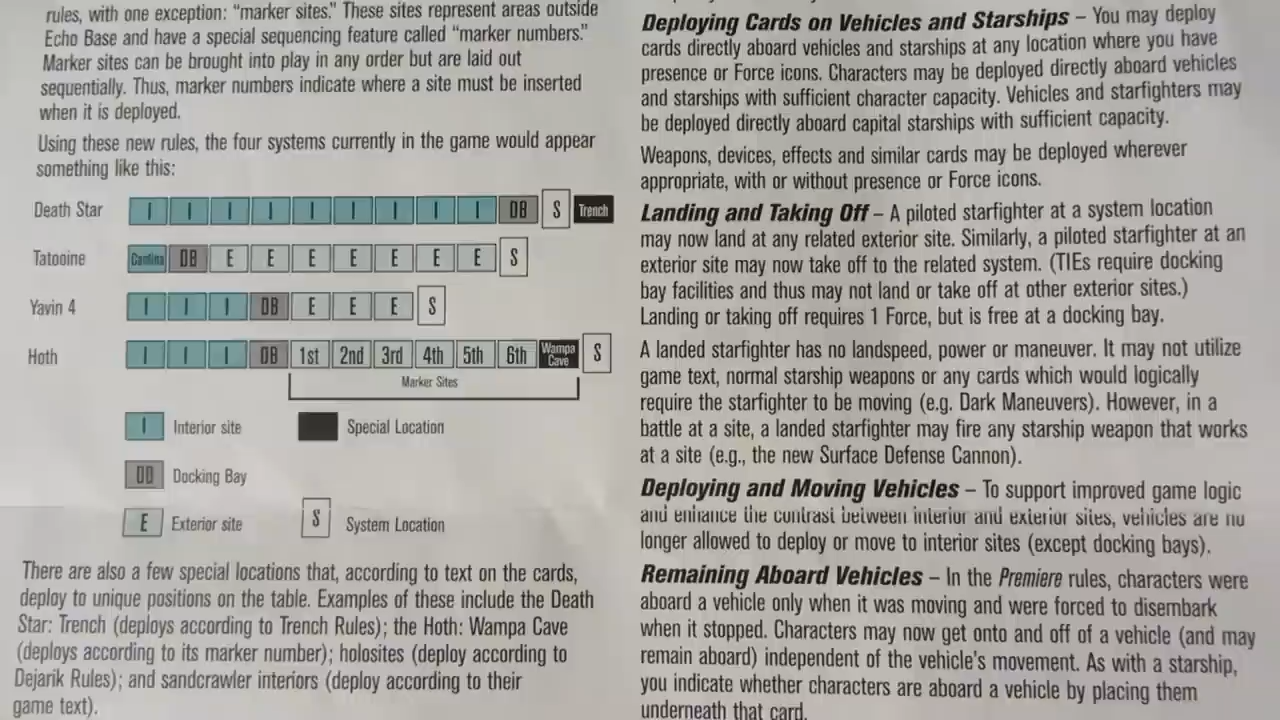 rules, with one exception: “marker sites.” These sites represent areas outside
Echo Base and have a special sequencing feature called “marker numbers.”
Marker sites can be brought into play in any order but are laid out
sequentially. Thus, marker numbers indicate where a site must be inserted
when it is deployed.
Using these new rules, the four systems currently in the game would appear
something like this:
Death Star I I I I I I I I I DB S Trench
Tatooine Cantina DB E E E E E E E S
Yavin 4 I I I DB E E E S
Hoth I I I DB 1st 2nd 3rd 4th 5th 6th Wampa Cave S
Marker Sites
I Interior site
Special Location
DB Docking Bay
E Exterior site
S System Location
There are also a few special locations that, according to text on the cards,
deploy to unique positions on the table. Examples of these include the Death
Star: Trench (deploys according to Trench Rules); the Hoth: Wampa Cave
(deploys according to its marker number); holosites (deploy according to
Dejarik Rules); and sandcrawler interiors (deploy according to their
game text).
Deploying Cards on Vehicles and Starships – You may deploy
cards directly aboard vehicles and starships at any location where you have
presence or Force icons. Characters may be deployed directly aboard vehicles
and starships with sufficient character capacity. Vehicles and starfighters may
be deployed directly aboard capital starships with sufficient capacity.
Weapons, devices, effects and similar cards may be deployed wherever
appropriate, with or without presence or Force icons.
Landing and Taking Off – A piloted starfighter at a system location
may now land at any related exterior site. Similarly, a piloted starfighter at an
exterior site may now take off to the related system. (TIEs require docking
bay facilities and thus may not land or take off at other exterior sites.)
Landing or taking off requires 1 Force, but is free at a docking bay.
A landed starfighter has no landspeed, power or maneuver. It may not utilize
game text, normal starship weapons or any cards which would logically
require the starfighter to be moving (e.g. Dark Maneuvers). However, in a
battle at a site, a landed starfighter may fire any starship weapon that works
at a site (e.g., the new Surface Defense Cannon).
Deploying and Moving Vehicles – To support improved game logic
and enhance the contrast between interior and exterior sites, vehicles are no
longer allowed to deploy or move to interior sites (except docking bays).
Remaining Aboard Vehicles – In the Premiere rules, characters were
aboard a vehicle only when it was moving and were forced to disembark
when it stopped. Characters may now get onto and off of a vehicle (and may
remain aboard) independent of the vehicle’s movement. As with a starship,
you indicate whether characters are aboard a vehicle by placing them
underneath that card.